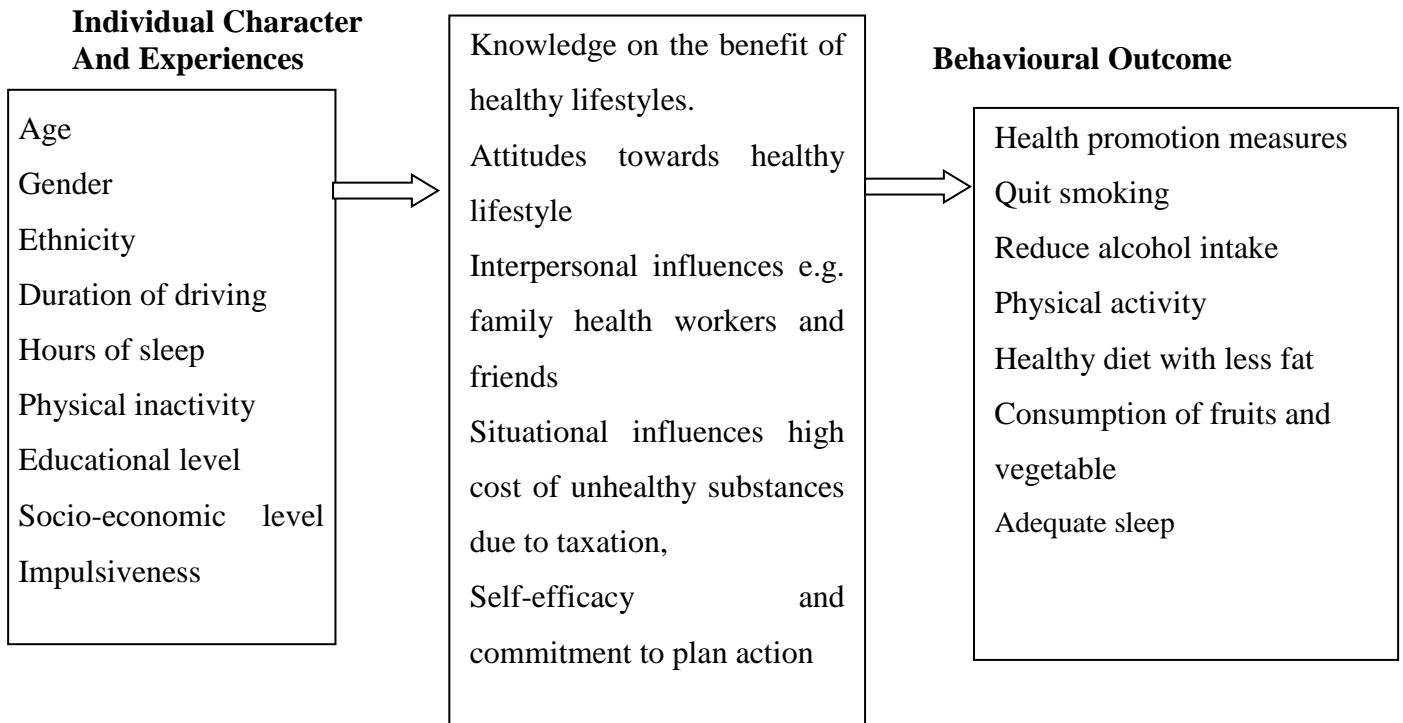 Individual Character
And Experiences
Age
Gender
Ethnicity
Duration of driving
Hours of sleep
Physical inactivity
Educational level
Socio-economic level
Impulsiveness
Knowledge on the benefit of
healthy lifestyles.
Attitudes towards healthy
lifestyle
Interpersonal influences e.g.
family health workers and
friends
Situational influences high
cost of unhealthy substances
due to taxation,
Self-efficacy and
commitment to plan action
Behavioural Outcome
Health promotion measures
Quit smoking
Reduce alcohol intake
Physical activity
Healthy diet with less fat
Consumption of fruits and
vegetable
Adequate sleep